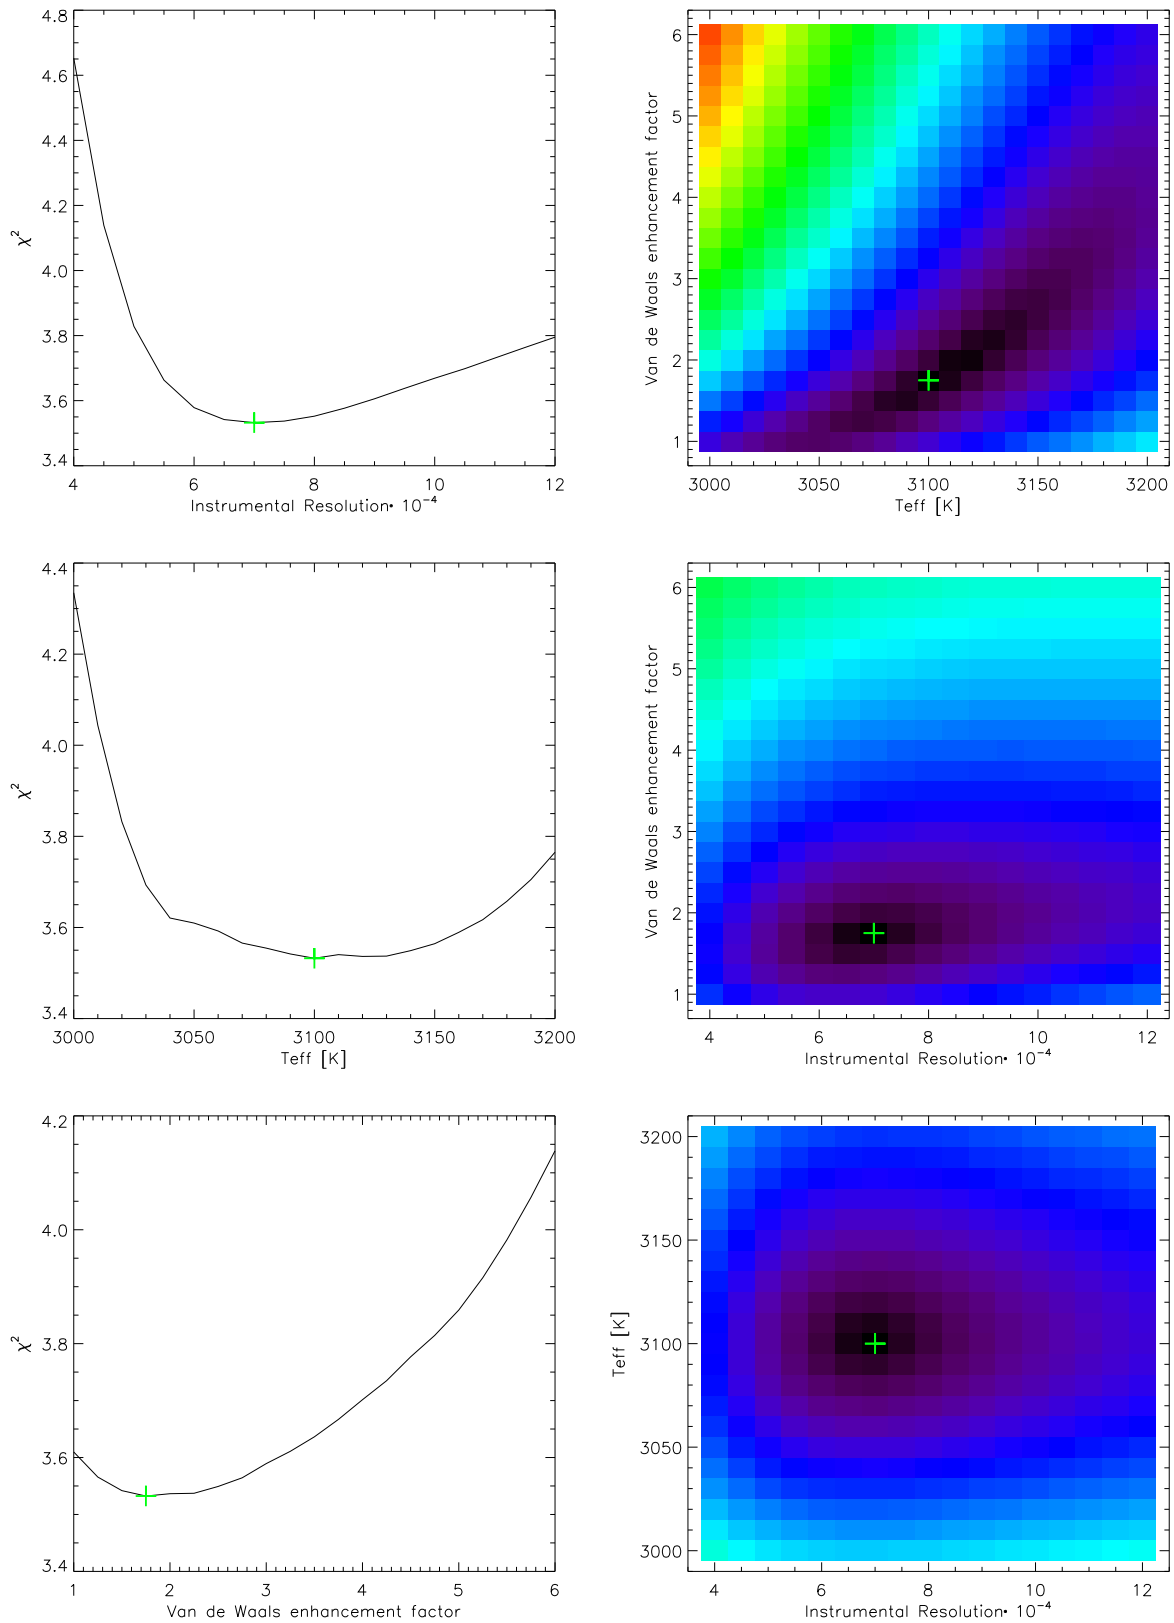 4.8
4.6
4.4
4.2
4.0
3.8
3.6
3.4
χ²
4 6 8 10 12
Instrumental Resolution• 10⁻⁴
6
5
4
3
2
1
Van de Waals enhancement factor
3000 3050 3100 3150 3200
Teff [K]
4.4
4.2
4.0
3.8
3.6
3.4
χ²
3000 3050 3100 3150 3200
Teff [K]
6
5
4
3
2
1
Van de Waals enhancement factor
4 6 8 10 12
Instrumental Resolution• 10⁻⁴
4.2
4.0
3.8
3.6
3.4
χ²
1 2 3 4 5 6
Van de Waals enhancement factor
3200
3150
3100
3050
3000
Teff [K]
4 6 8 10 12
Instrumental Resolution• 10⁻⁴